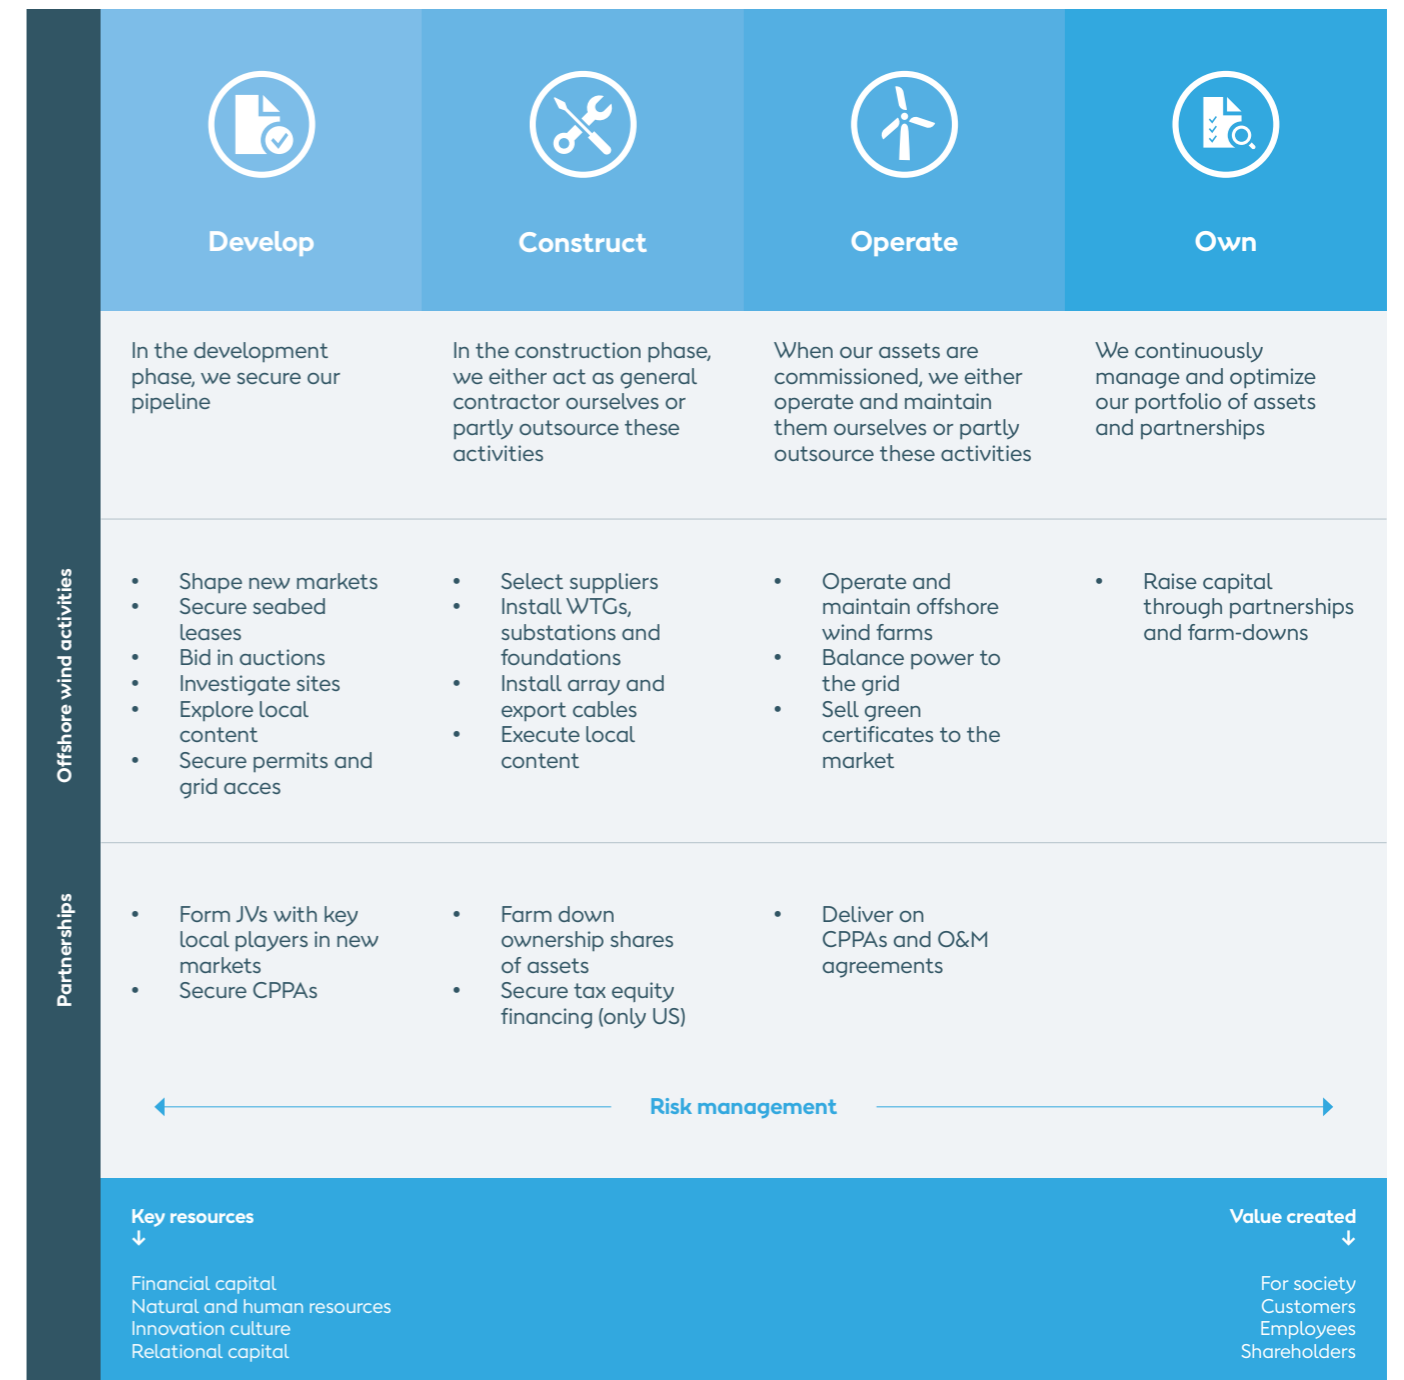 Develop
Construct
Operate
Own
In the development
phase, we secure our
pipeline
In the construction phase,
we either act as general
contractor ourselves or
partly outsource these
activities
When our assets are
commissioned, we either
operate and maintain
them ourselves or partly
outsource these activities
We continuously
manage and optimize
our portfolio of assets
and partnerships
Offshore wind activities
• Shape new markets
• Secure seabed
leases
• Bid in auctions
• Investigate sites
• Explore local
content
• Secure permits and
grid acces
• Select suppliers
• Install WTGs,
substations and
foundations
• Install array and
export cables
• Execute local
content
• Operate and
maintain offshore
wind farms
• Balance power to
the grid
• Sell green
certificates to the
market
• Raise capital
through partnerships
and farm-downs
Partnerships
• Form JVs with key
local players in new
markets
• Secure CPPAs
• Farm down
ownership shares
of assets
• Secure tax equity
financing (only US)
• Deliver on
CPPAs and O&M
agreements
Risk management
Key resources
↓
Financial capital
Natural and human resources
Innovation culture
Relational capital
Value created
↓
For society
Customers
Employees
Shareholders